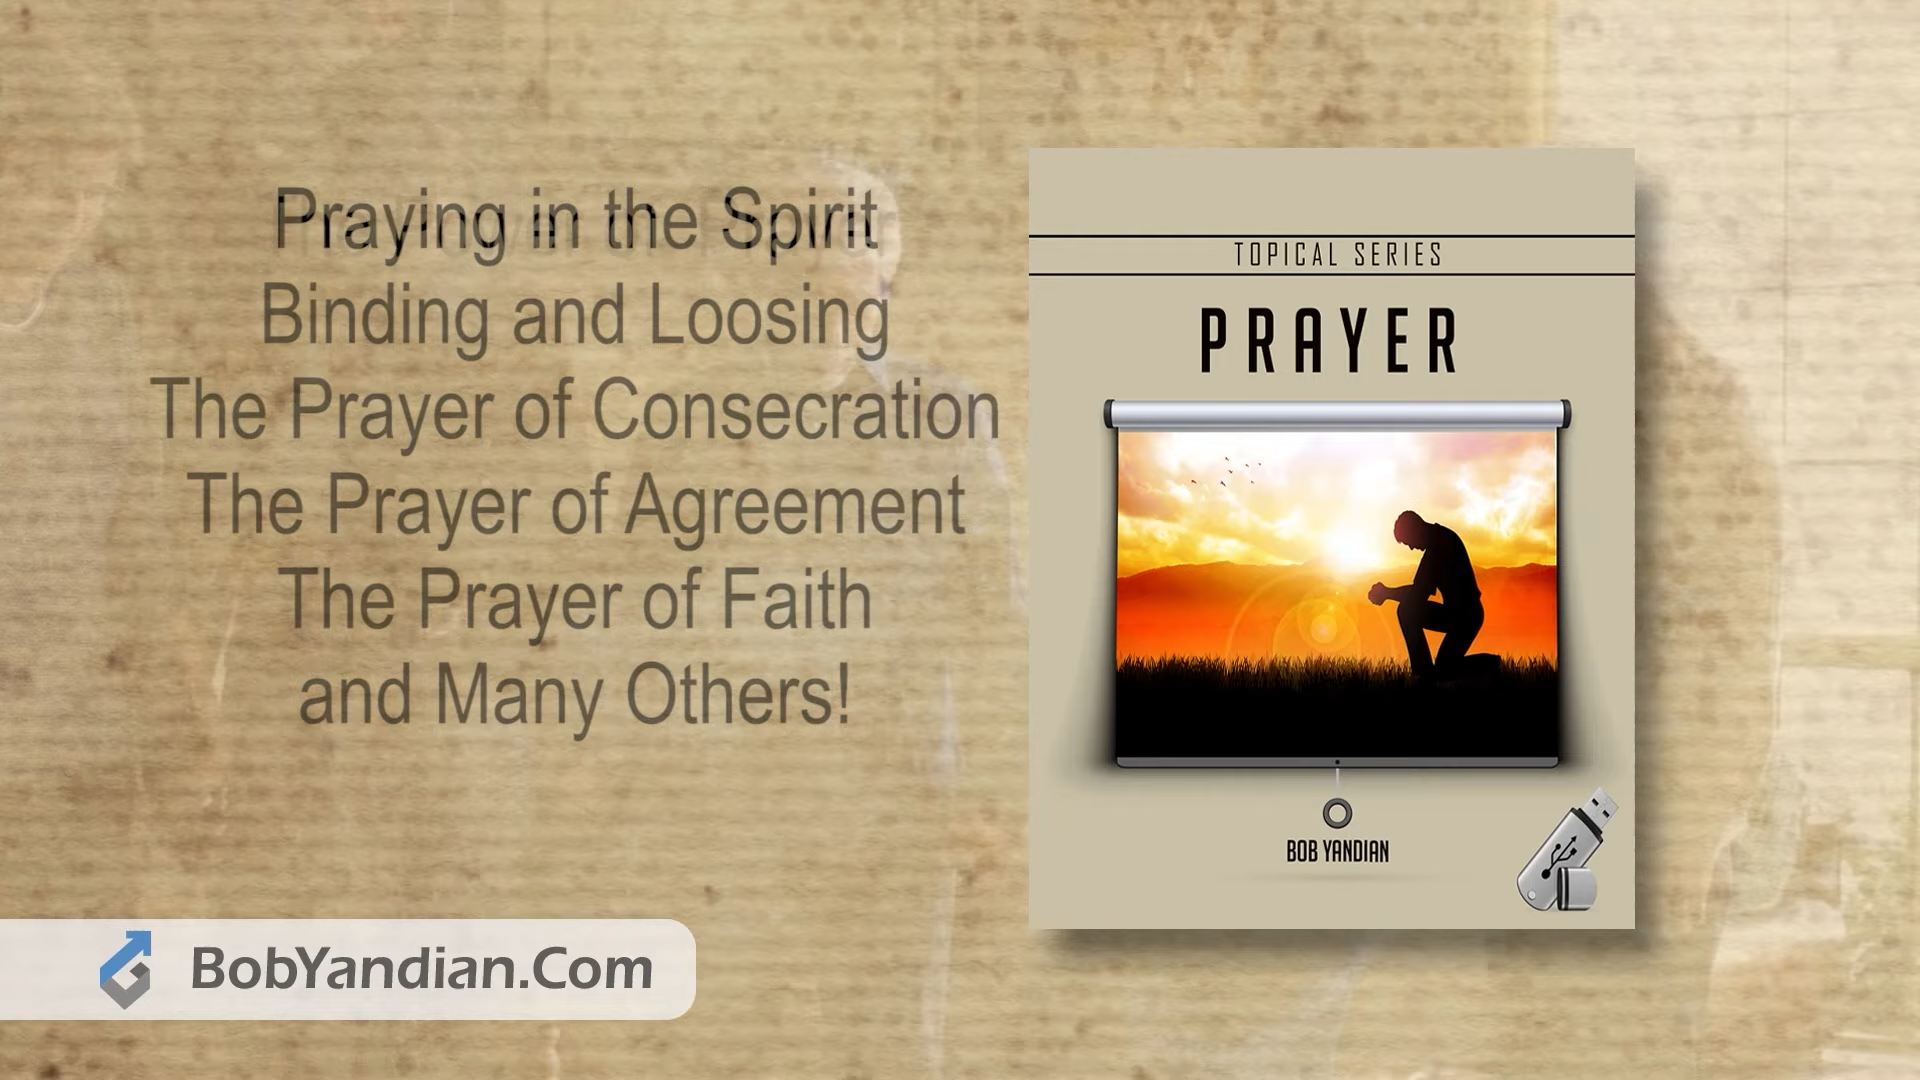 Praying in the Spirit
Binding and Loosing
The Prayer of Consecration
The Prayer of Agreement
The Prayer of Faith
and Many Others!
TOPICAL SERIES
PRAYER
BOB YANDIAN
BobYandian.Com